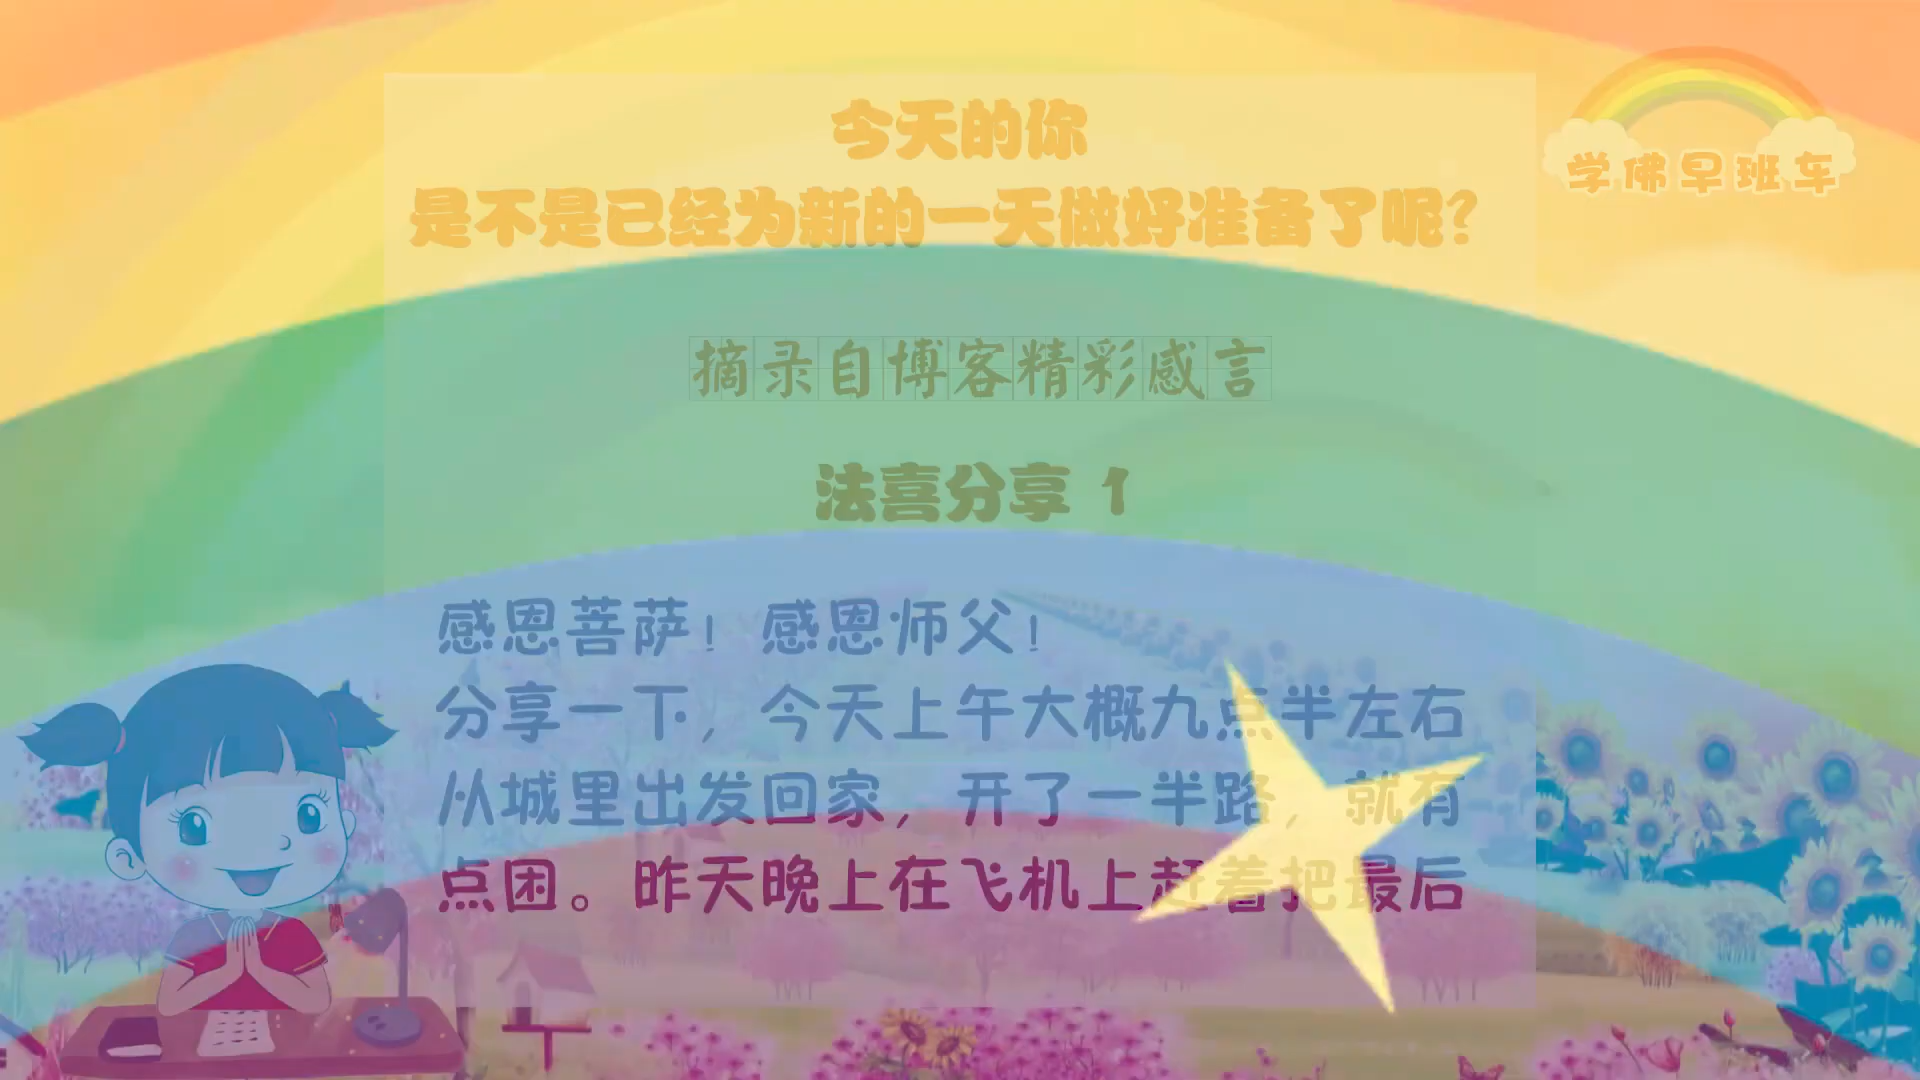 今天的你
是不是已经为新的一天做好准备了呢？
学佛早班车
摘录自博客精彩感言
法喜分享 1
感恩菩萨！感恩师父！
分享一下，今天上午大概九点半左右
从城里出发回家，开了一半路，就有
点困。昨天晚上在飞机上赶着把最后